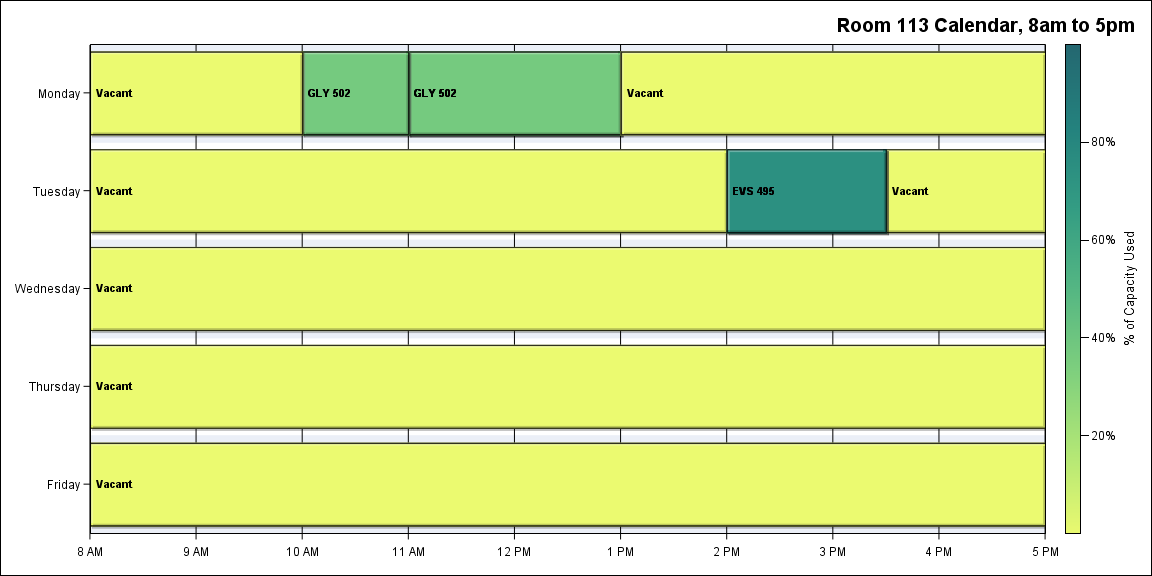 Room 113 Calendar, 8am to 5pm
Monday
Vacant
GLY 502
GLY 502
Vacant
Tuesday
Vacant
EVS 495
Vacant
Wednesday
Vacant
Thursday
Vacant
Friday
Vacant
8 AM
9 AM
10 AM
11 AM
12 PM
1 PM
2 PM
3 PM
4 PM
5 PM
80%
60%
40%
20%
% of Capacity Used